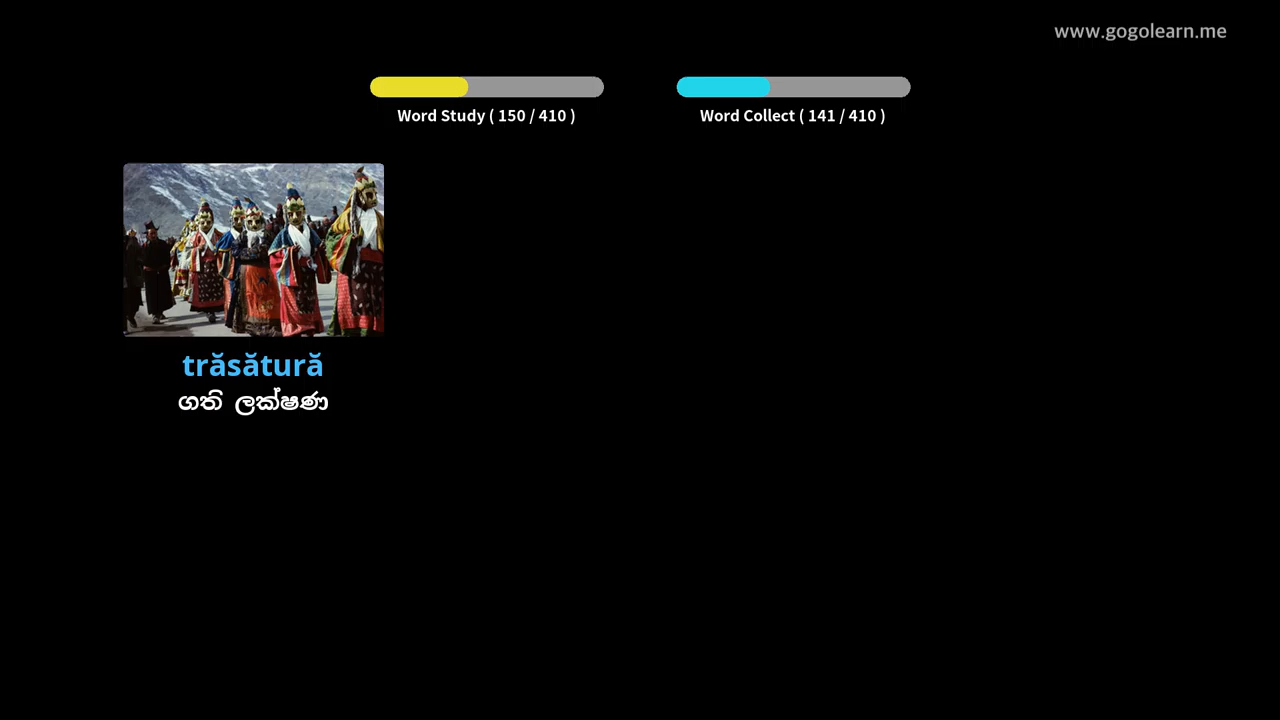 www.gogolearn.me
Word Study ( 150 / 410 )
Word Collect ( 141 / 410 )
trăsătură
ගති ලක්ෂණ